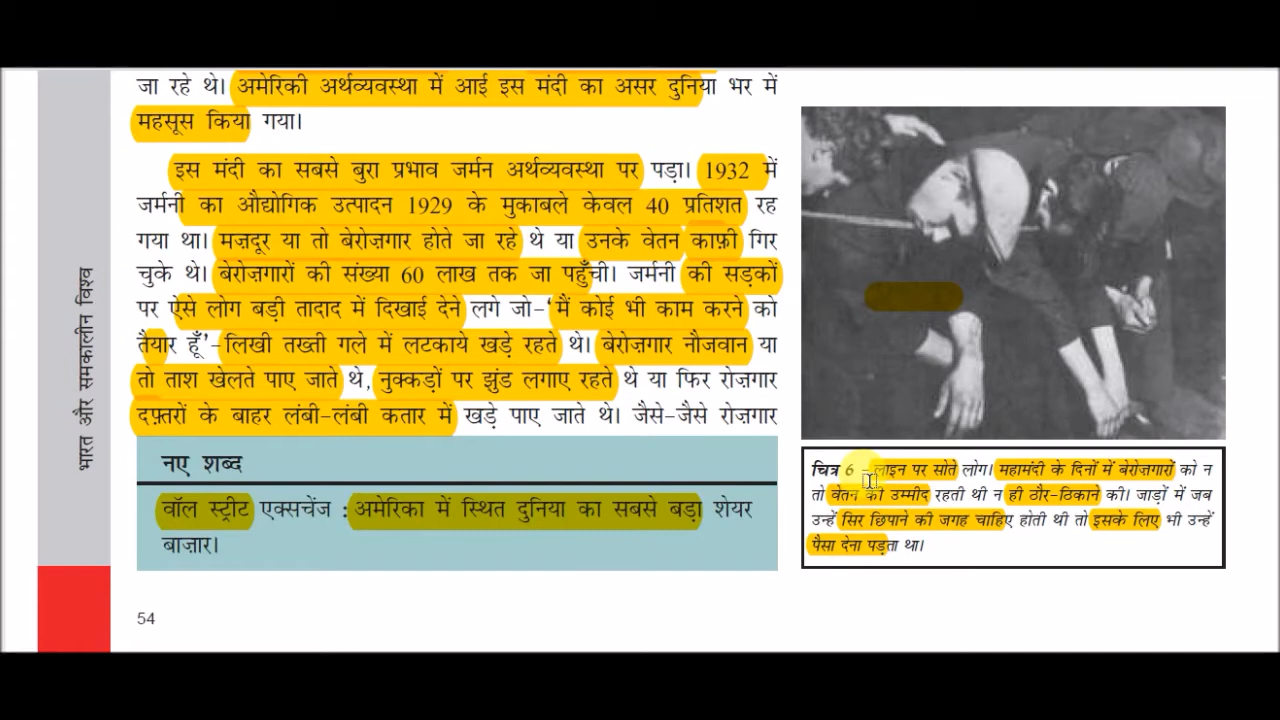 जा रहे थे। अमेरिकी अर्थव्यवस्था में आई इस मंदी का असर दुनिया भर में
महसूस किया गया।
इस मंदी का सबसे बुरा प्रभाव जर्मन अर्थव्यवस्था पर पड़ा। 1932 में
जर्मनी का औद्योगिक उत्पादन 1929 के मुकाबले केवल 40 प्रतिशत रह
गया था। मज़दूर या तो बेरोज़गार होते जा रहे थे या उनके वेतन काफ़ी गिर
चुके थे। बेरोज़गारों की संख्या 60 लाख तक जा पहुँची। जर्मनी की सड़कों
पर ऐसे लोग बड़ी तादाद में दिखाई देने लगे जो-'मैं कोई भी काम करने को
तैयार हूँ'-लिखी तख्ती गले में लटकाये खड़े रहते थे। बेरोज़गार नौजवान या
तो ताश खेलते पाए जाते थे, नुक्कड़ों पर झुंड लगाए रहते थे या फिर रोज़गार
दफ़्तरों के बाहर लंबी-लंबी कतार में खड़े पाए जाते थे। जैसे-जैसे रोज़गार
नए शब्द
वॉल स्ट्रीट एक्सचेंज : अमेरिका में स्थित दुनिया का सबसे बड़ा शेयर
बाज़ार।
54
भारत और समकालीन विश्व
चित्र 6 – लाइन पर सोते लोग। महामंदी के दिनों में बेरोज़गारों को न
तो वेतन की उम्मीद रहती थी न ही ठौर-ठिकाने की। जाड़ों में जब
उन्हें सिर छिपाने की जगह चाहिए होती थी तो इसके लिए भी उन्हें
पैसा देना पड़ता था।